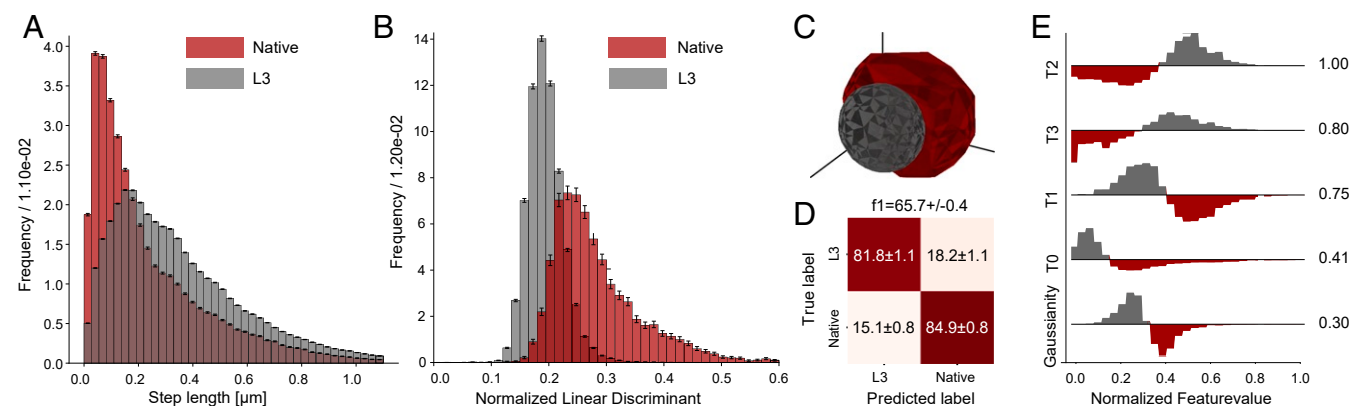 A
4.0
3.5
3.0
2.5
2.0
1.5
1.0
0.5
0.0
Frequency / 1.10e-02
Native
L3
0.0
0.2
0.4
0.6
0.8
1.0
Step length [µm]
B
14
12
10
8
6
4
2
0
Frequency / 1.20e-02
Native
L3
0.0
0.1
0.2
0.3
0.4
0.5
0.6
Normalized Linear Discriminant
C
D
f1=65.7+/-0.4
True label
L3
81.8±1.1
18.2±1.1
Native
15.1±0.8
84.9±0.8
L3
Native
Predicted label
E
T2
1.00
T3
0.80
T1
0.75
T0
0.41
Gaussianity
0.30
0.0
0.2
0.4
0.6
0.8
1.0
Normalized Featurevalue